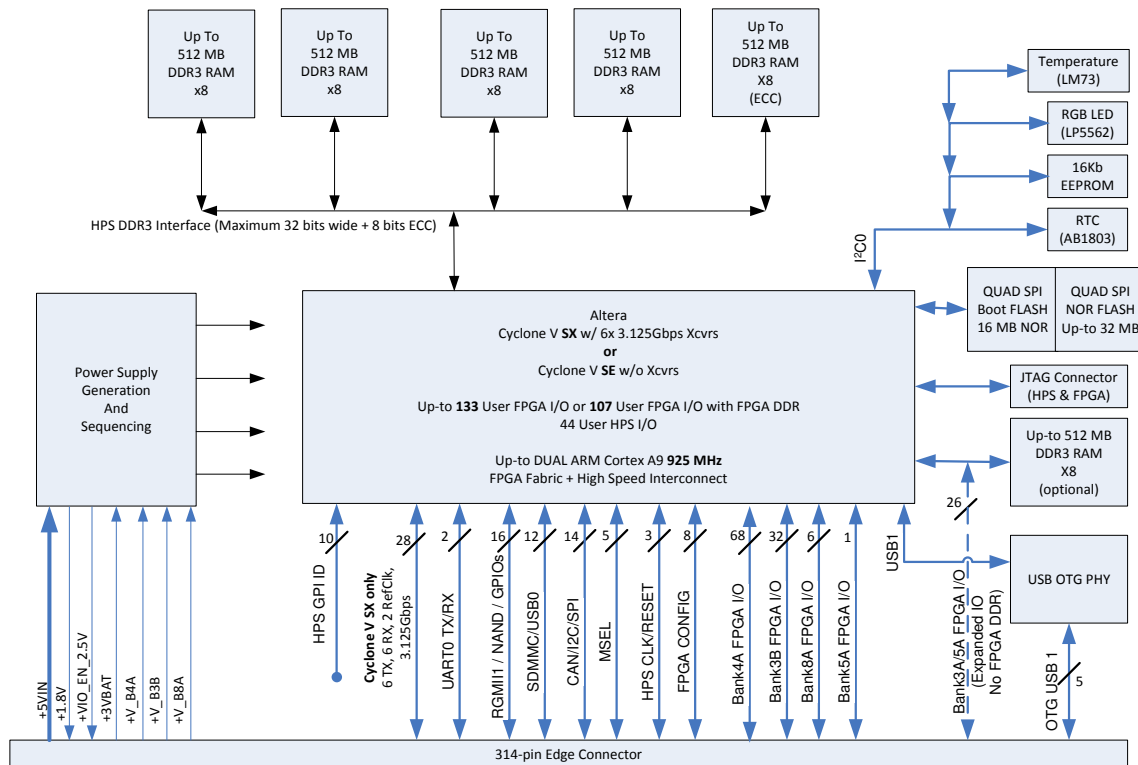 Up To
512 MB
DDR3 RAM
x8
Up To
512 MB
DDR3 RAM
x8
Up To
512 MB
DDR3 RAM
x8
Up To
512 MB
DDR3 RAM
x8
Up To
512 MB
DDR3 RAM
X8
(ECC)
Temperature
(LM73)
RGB LED
(LP5562)
16Kb
EEPROM
RTC
(AB1803)
HPS DDR3 Interface (Maximum 32 bits wide + 8 bits ECC)
I²C0
Power Supply
Generation
And
Sequencing
Altera
Cyclone V SX w/ 6x 3.125Gbps Xcvrs
or
Cyclone V SE w/o Xcvrs
Up-to 133 User FPGA I/O or 107 User FPGA I/O with FPGA DDR
44 User HPS I/O
Up-to DUAL ARM Cortex A9 925 MHz
FPGA Fabric + High Speed Interconnect
QUAD SPI
Boot FLASH
16 MB NOR
QUAD SPI
NOR FLASH
Up-to 32 MB
JTAG Connector
(HPS & FPGA)
Up-to 512 MB
DDR3 RAM
X8
(optional)
USB OTG PHY
+5VIN
+1.8V
+VIO_EN_2.5V
+3VBAT
+V_B4A
+V_B3B
+V_B8A
10
HPS GPI ID
28
Cyclone V SX only
6 TX, 6 RX, 2 RefClk,
3.125Gbps
2
UART0 TX/RX
16
RGMII1 / NAND / GPIOs
12
SDMMC/USB0
14
CAN/I2C/SPI
5
MSEL
3
HPS CLK/RESET
8
FPGA CONFIG
68
Bank4A FPGA I/O
32
Bank3B FPGA I/O
6
Bank8A FPGA I/O
1
Bank5A FPGA I/O
USB1
26
Bank3A/5A FPGA I/O
(Expanded IO
No FPGA DDR)
OTG USB 1
5
314-pin Edge Connector